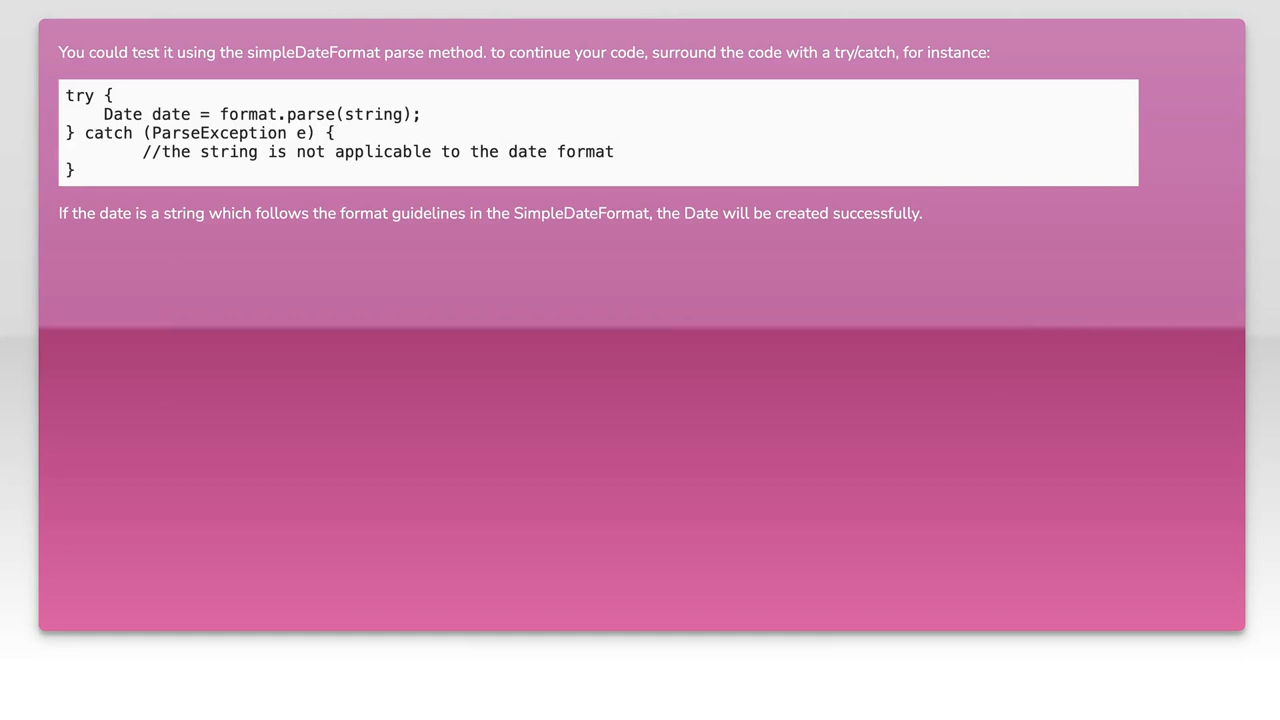 You could test it using the simpleDateFormat parse method. to continue your code, surround the code with a try/catch, for instance:
try {
    Date date = format.parse(string);
} catch (ParseException e) {
        //the string is not applicable to the date format
}
If the date is a string which follows the format guidelines in the SimpleDateFormat, the Date will be created successfully.